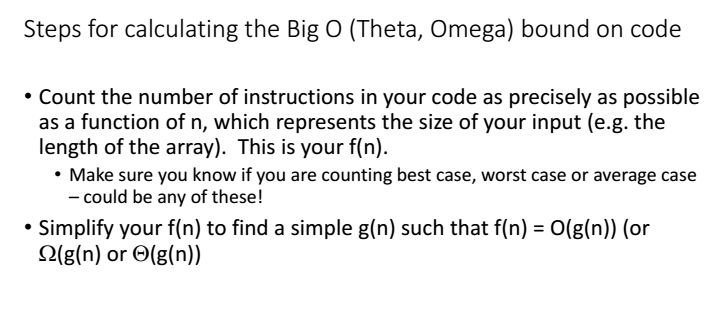 Steps for calculating the Big O (Theta, Omega) bound on code
• Count the number of instructions in your code as precisely as possible
as a function of n, which represents the size of your input (e.g. the
length of the array). This is your f(n).
• Make sure you know if you are counting best case, worst case or average case
– could be any of these!
• Simplify your f(n) to find a simple g(n) such that f(n) = O(g(n)) (or
Ω(g(n) or Θ(g(n))